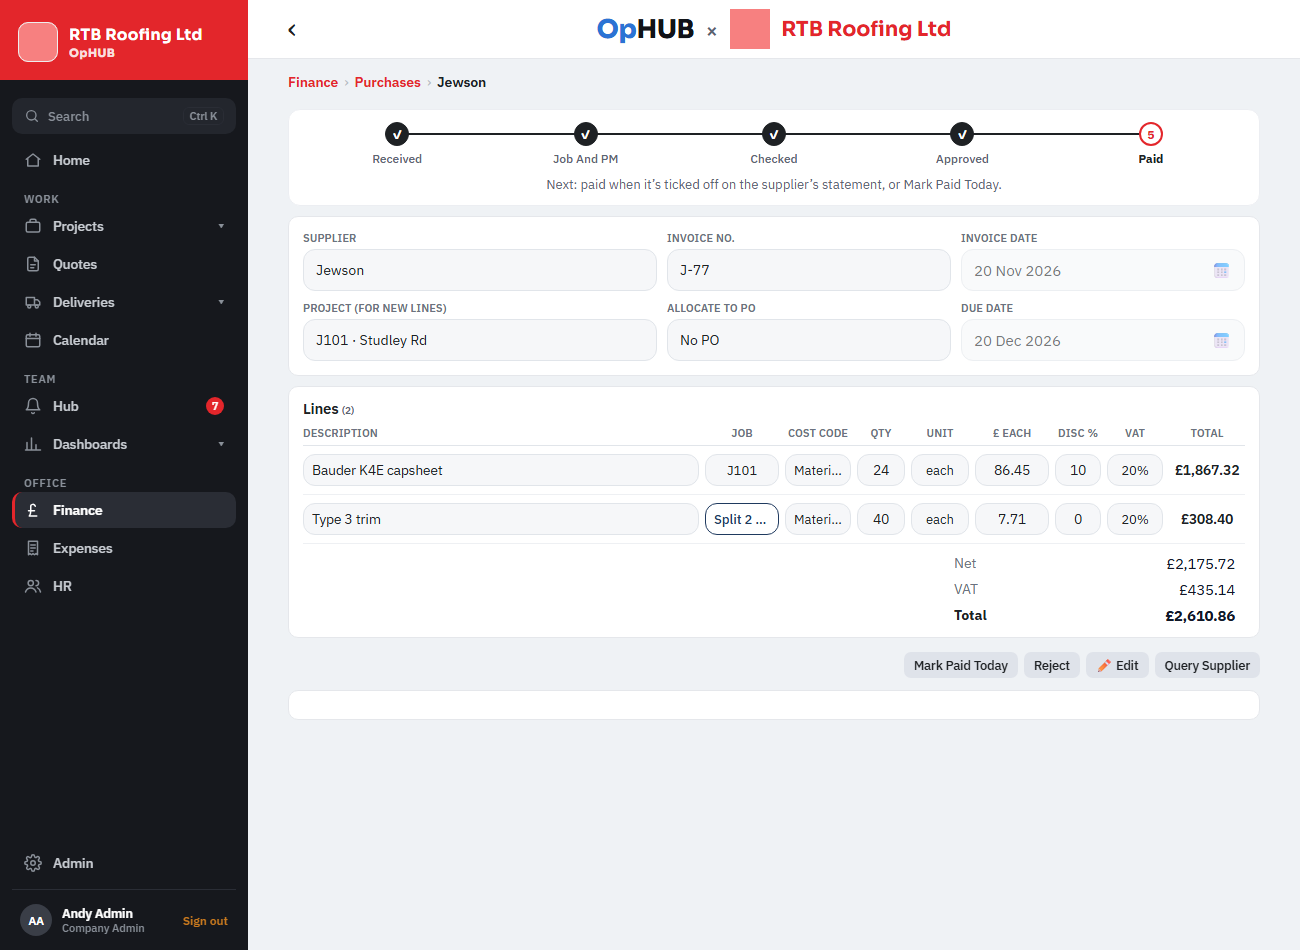 RTB Roofing Ltd
OpHUB
Search Ctrl K
Home
WORK
Projects
Quotes
Deliveries
Calendar
TEAM
Hub 7
Dashboards
OFFICE
£ Finance
Expenses
HR
Admin
AA Andy Admin Sign out
Company Admin
OpHUB × RTB Roofing Ltd
Finance › Purchases › Jewson
5
Received Job And PM Checked Approved Paid
Next: paid when it’s ticked off on the supplier’s statement, or Mark Paid Today.
SUPPLIER INVOICE NO. INVOICE DATE
Jewson J-77 20 Nov 2026
PROJECT (FOR NEW LINES) ALLOCATE TO PO DUE DATE
J101 · Studley Rd No PO 20 Dec 2026
Lines (2)
DESCRIPTION JOB COST CODE QTY UNIT £ EACH DISC % VAT TOTAL
Bauder K4E capsheet J101 Materi... 24 each 86.45 10 20% £1,867.32
Type 3 trim Split 2 ... Materi... 40 each 7.71 0 20% £308.40
Net £2,175.72
VAT £435.14
Total £2,610.86
Mark Paid Today Reject Edit Query Supplier